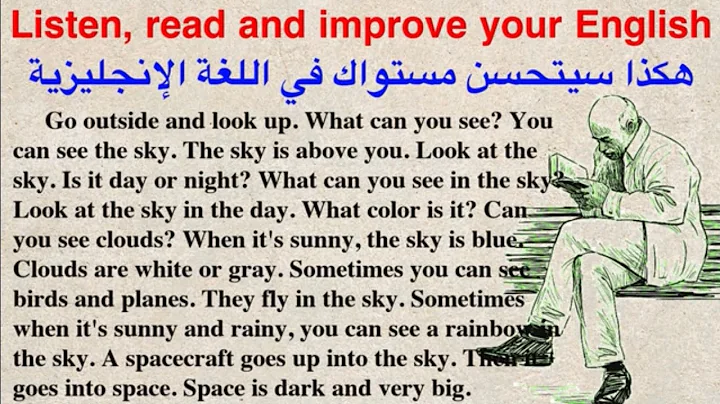 Listen, read and improve your English
هكذا سيتحسن مستواك في اللغة الإنجليزية
Go outside and look up. What can you see? You
can see the sky. The sky is above you. Look at the
sky. Is it day or night? What can you see in the sky?
Look at the sky in the day. What color is it? Can
you see clouds? When it's sunny, the sky is blue.
Clouds are white or gray. Sometimes you can see
birds and planes. They fly in the sky. Sometimes
when it's sunny and rainy, you can see a rainbow in
the sky. A spacecraft goes up into the sky. Then it
goes into space. Space is dark and very big.